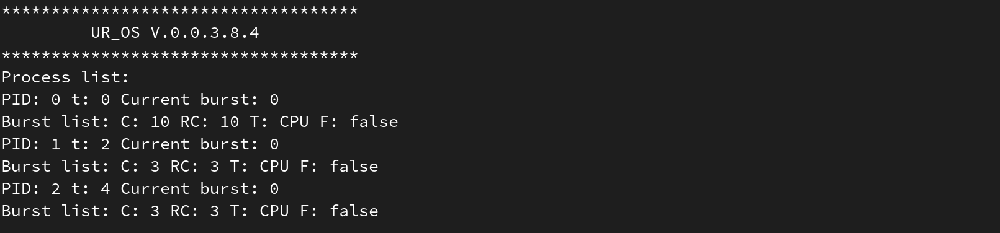 ************************************
UR_OS V.0.0.3.8.4
************************************
Process list:
PID: 0 t: 0 Current burst: 0
Burst list: C: 10 RC: 10 T: CPU F: false
PID: 1 t: 2 Current burst: 0
Burst list: C: 3 RC: 3 T: CPU F: false
PID: 2 t: 4 Current burst: 0
Burst list: C: 3 RC: 3 T: CPU F: false